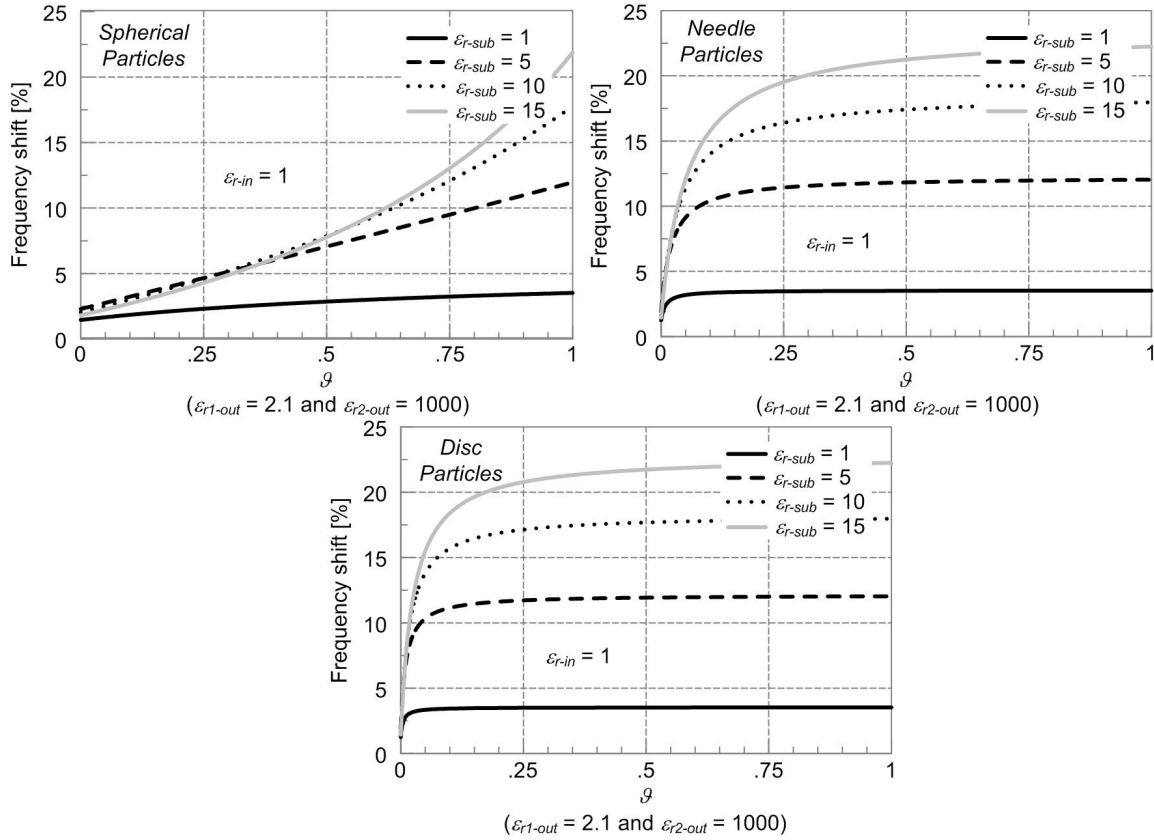 Spherical
Particles
Frequency shift [%]
25
20
15
10
5
0
εr-sub = 1
εr-sub = 5
εr-sub = 10
εr-sub = 15
εr-in = 1
0 .25 .5 .75 1
ϑ
(εr1-out = 2.1 and εr2-out = 1000)
Needle
Particles
Frequency shift [%]
25
20
15
10
5
0
εr-sub = 1
εr-sub = 5
εr-sub = 10
εr-sub = 15
εr-in = 1
0 .25 .5 .75 1
ϑ
(εr1-out = 2.1 and εr2-out = 1000)
Disc
Particles
Frequency shift [%]
25
20
15
10
5
0
εr-sub = 1
εr-sub = 5
εr-sub = 10
εr-sub = 15
εr-in = 1
0 .25 .5 .75 1
ϑ
(εr1-out = 2.1 and εr2-out = 1000)